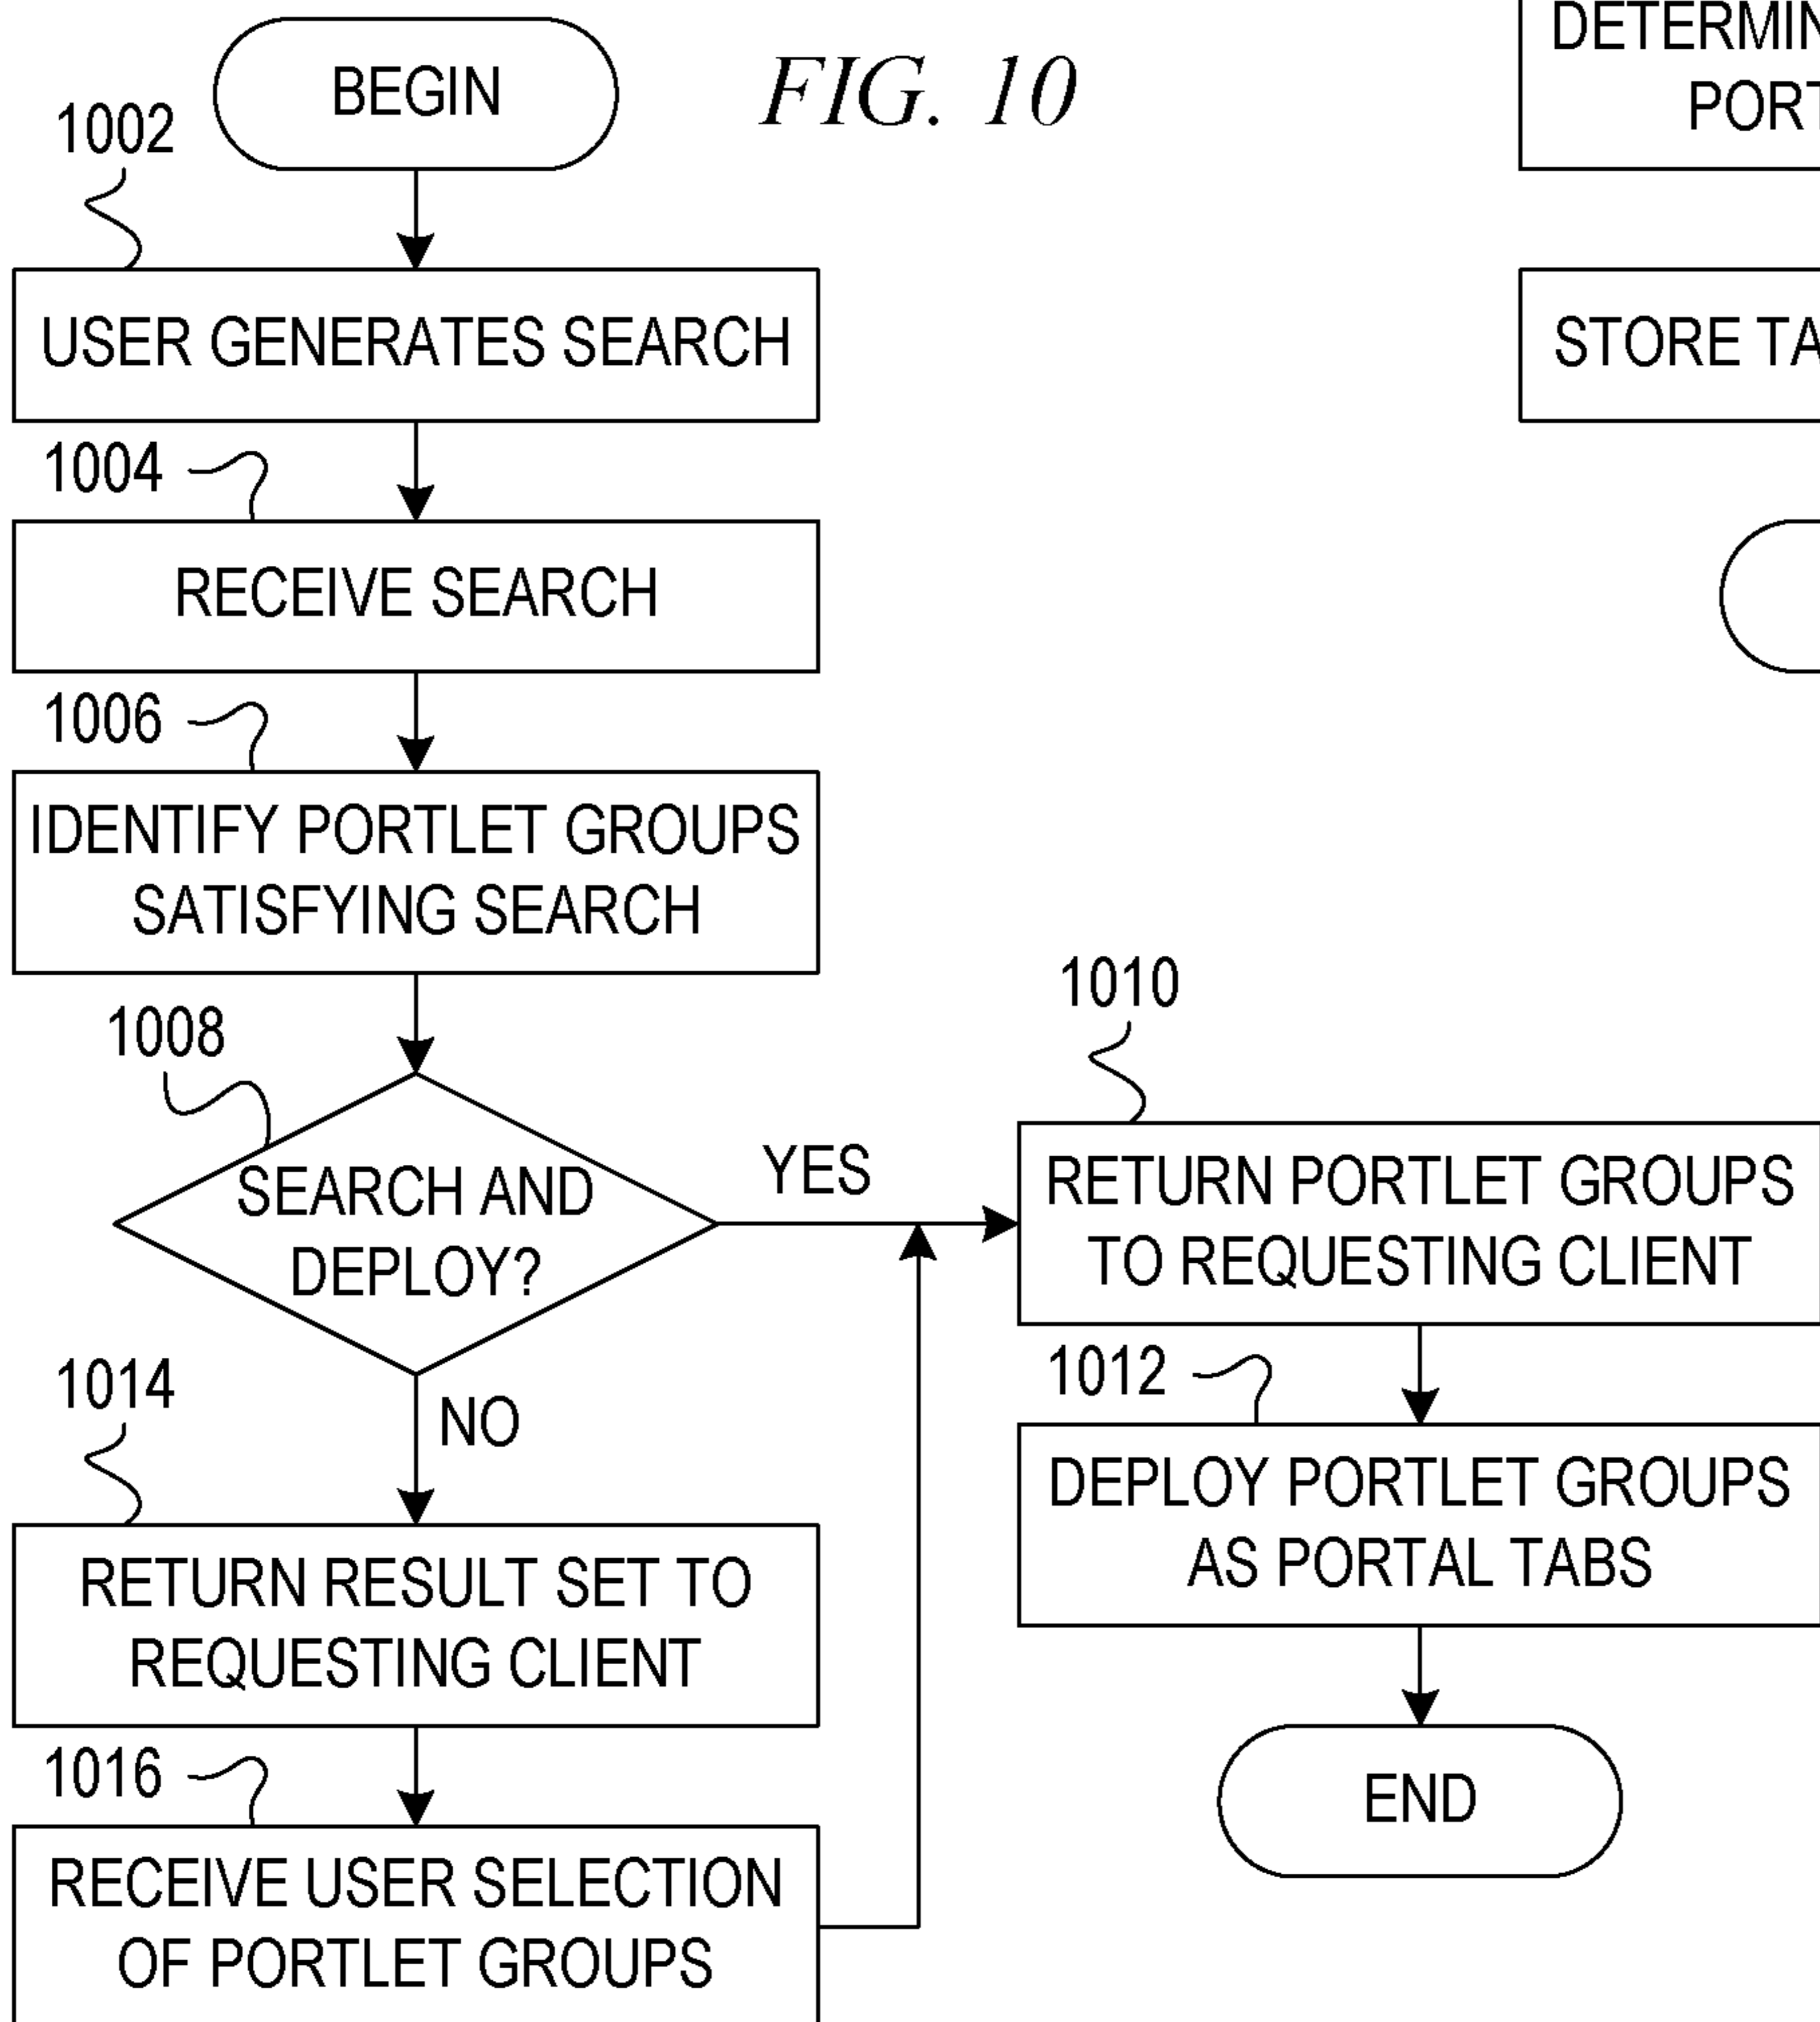 BEGIN
FIG. 10
1002
USER GENERATES SEARCH
1004
RECEIVE SEARCH
1006
IDENTIFY PORTLET GROUPS
SATISFYING SEARCH
1008
SEARCH AND
DEPLOY?
YES
NO
1010
RETURN PORTLET GROUPS
TO REQUESTING CLIENT
1012
DEPLOY PORTLET GROUPS
AS PORTAL TABS
END
1014
RETURN RESULT SET TO
REQUESTING CLIENT
1016
RECEIVE USER SELECTION
OF PORTLET GROUPS
STORE